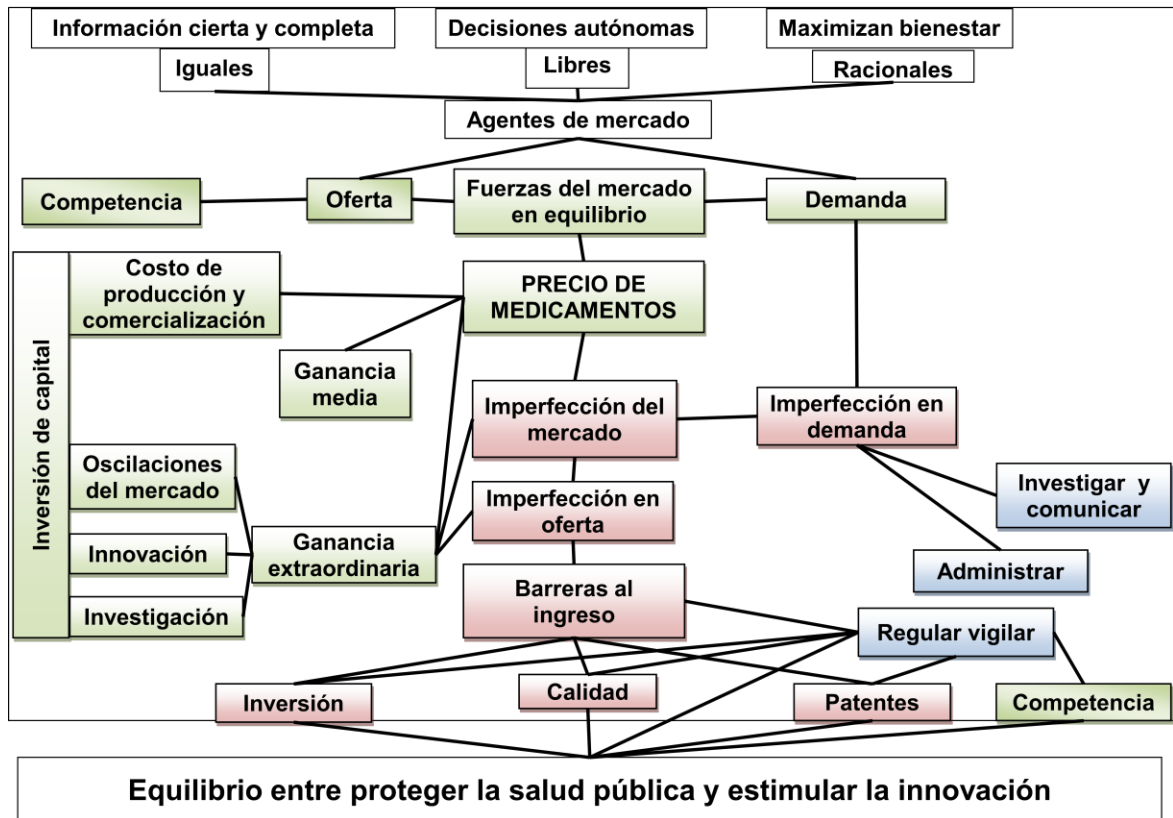 Información cierta y completa
Decisiones autónomas
Maximizan bienestar
Iguales
Libres
Racionales
Agentes de mercado
Competencia
Oferta
Fuerzas del mercado
en equilibrio
Demanda
Inversión de capital
Costo de
producción y
comercialización
PRECIO DE
MEDICAMENTOS
Ganancia
media
Imperfección del
mercado
Imperfección en
demanda
Oscilaciones
del mercado
Imperfección en
oferta
Investigar y
comunicar
Innovación
Ganancia
extraordinaria
Administrar
Investigación
Barreras al
ingreso
Regular vigilar
Inversión
Calidad
Patentes
Competencia
Equilibrio entre proteger la salud pública y estimular la innovación